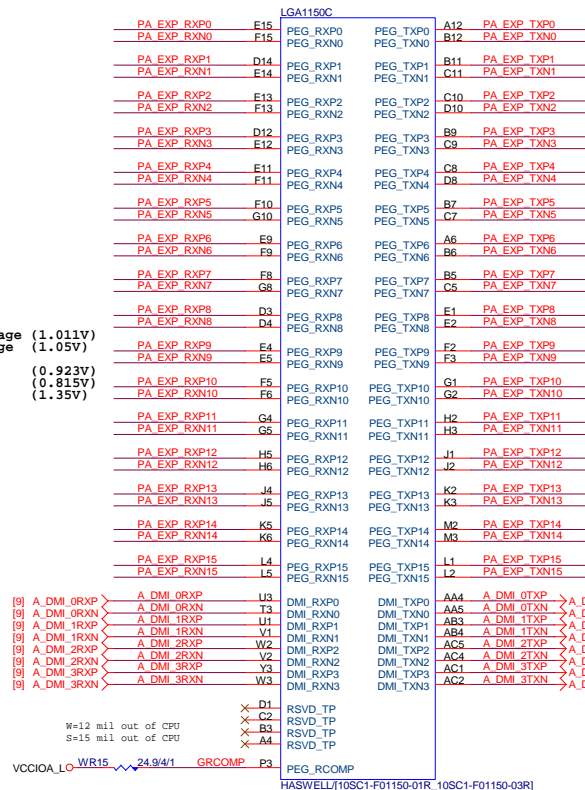 LGA1150C
PA_EXP_RXP0 E15 PEG_RXP0 PEG_TXP0 A12 PA_EXP_TXP0
PA_EXP_RXN0 F15 PEG_RXN0 PEG_TXN0 B12 PA_EXP_TXN0
PA_EXP_RXP1 D14 PEG_RXP1 PEG_TXP1 B11 PA_EXP_TXP1
PA_EXP_RXN1 E14 PEG_RXN1 PEG_TXN1 C11 PA_EXP_TXN1
PA_EXP_RXP2 E13 PEG_RXP2 PEG_TXP2 C10 PA_EXP_TXP2
PA_EXP_RXN2 F13 PEG_RXN2 PEG_TXN2 D10 PA_EXP_TXN2
PA_EXP_RXP3 D12 PEG_RXP3 PEG_TXP3 B9 PA_EXP_TXP3
PA_EXP_RXN3 E12 PEG_RXN3 PEG_TXN3 C9 PA_EXP_TXN3
PA_EXP_RXP4 E11 PEG_RXP4 PEG_TXP4 C8 PA_EXP_TXP4
PA_EXP_RXN4 F11 PEG_RXN4 PEG_TXN4 D8 PA_EXP_TXN4
PA_EXP_RXP5 F10 PEG_RXP5 PEG_TXP5 B7 PA_EXP_TXP5
PA_EXP_RXN5 G10 PEG_RXN5 PEG_TXN5 C7 PA_EXP_TXN5
PA_EXP_RXP6 E9 PEG_RXP6 PEG_TXP6 A6 PA_EXP_TXP6
PA_EXP_RXN6 F9 PEG_RXN6 PEG_TXN6 B6 PA_EXP_TXN6
PA_EXP_RXP7 F8 PEG_RXP7 PEG_TXP7 B5 PA_EXP_TXP7
PA_EXP_RXN7 G8 PEG_RXN7 PEG_TXN7 C5 PA_EXP_TXN7
PA_EXP_RXP8 D3 PEG_RXP8 PEG_TXP8 E1 PA_EXP_TXP8
PA_EXP_RXN8 D4 PEG_RXN8 PEG_TXN8 E2 PA_EXP_TXN8
age (1.011V)
ge (1.05V)
PA_EXP_RXP9 E4 PEG_RXP9 PEG_TXP9 F2 PA_EXP_TXP9
PA_EXP_RXN9 E5 PEG_RXN9 PEG_TXN9 F3 PA_EXP_TXN9
(0.923V)
(0.815V)
(1.35V)
PA_EXP_RXP10 F5 PEG_RXP10 PEG_TXP10 G1 PA_EXP_TXP10
PA_EXP_RXN10 F6 PEG_RXN10 PEG_TXN10 G2 PA_EXP_TXN10
PA_EXP_RXP11 G4 PEG_RXP11 PEG_TXP11 H2 PA_EXP_TXP11
PA_EXP_RXN11 G5 PEG_RXN11 PEG_TXN11 H3 PA_EXP_TXN11
PA_EXP_RXP12 H5 PEG_RXP12 PEG_TXP12 J1 PA_EXP_TXP12
PA_EXP_RXN12 H6 PEG_RXN12 PEG_TXN12 J2 PA_EXP_TXN12
PA_EXP_RXP13 J4 PEG_RXP13 PEG_TXP13 K2 PA_EXP_TXP13
PA_EXP_RXN13 J5 PEG_RXN13 PEG_TXN13 K3 PA_EXP_TXN13
PA_EXP_RXP14 K5 PEG_RXP14 PEG_TXP14 M2 PA_EXP_TXP14
PA_EXP_RXN14 K6 PEG_RXN14 PEG_TXN14 M3 PA_EXP_TXN14
PA_EXP_RXP15 L4 PEG_RXP15 PEG_TXP15 L1 PA_EXP_TXP15
PA_EXP_RXN15 L5 PEG_RXN15 PEG_TXN15 L2 PA_EXP_TXN15
[9] A_DMI_0RXP A_DMI_0RXP U3 DMI_RXP0 DMI_TXP0 AA4 A_DMI_0TXP
[9] A_DMI_0RXN A_DMI_0RXN T3 DMI_RXN0 DMI_TXN0 AA5 A_DMI_0TXN
[9] A_DMI_1RXP A_DMI_1RXP U1 DMI_RXP1 DMI_TXP1 AB3 A_DMI_1TXP
[9] A_DMI_1RXN A_DMI_1RXN V1 DMI_RXN1 DMI_TXN1 AB4 A_DMI_1TXN
[9] A_DMI_2RXP A_DMI_2RXP W2 DMI_RXP2 DMI_TXP2 AC5 A_DMI_2TXP
[9] A_DMI_2RXN A_DMI_2RXN V2 DMI_RXN2 DMI_TXN2 AC4 A_DMI_2TXN
[9] A_DMI_3RXP A_DMI_3RXP Y3 DMI_RXP3 DMI_TXP3 AC1 A_DMI_3TXP
[9] A_DMI_3RXN A_DMI_3RXN W3 DMI_RXN3 DMI_TXN3 AC2 A_DMI_3TXN
D1 RSVD_TP
C2 RSVD_TP
B3 RSVD_TP
A4 RSVD_TP
W=12 mil out of CPU
S=15 mil out of CPU
VCCIOA_L WR15 24.9/4/1 GRCOMP P3 PEG_RCOMP
HASWELL/[10SC1-F01150-01R_10SC1-F01150-03R]